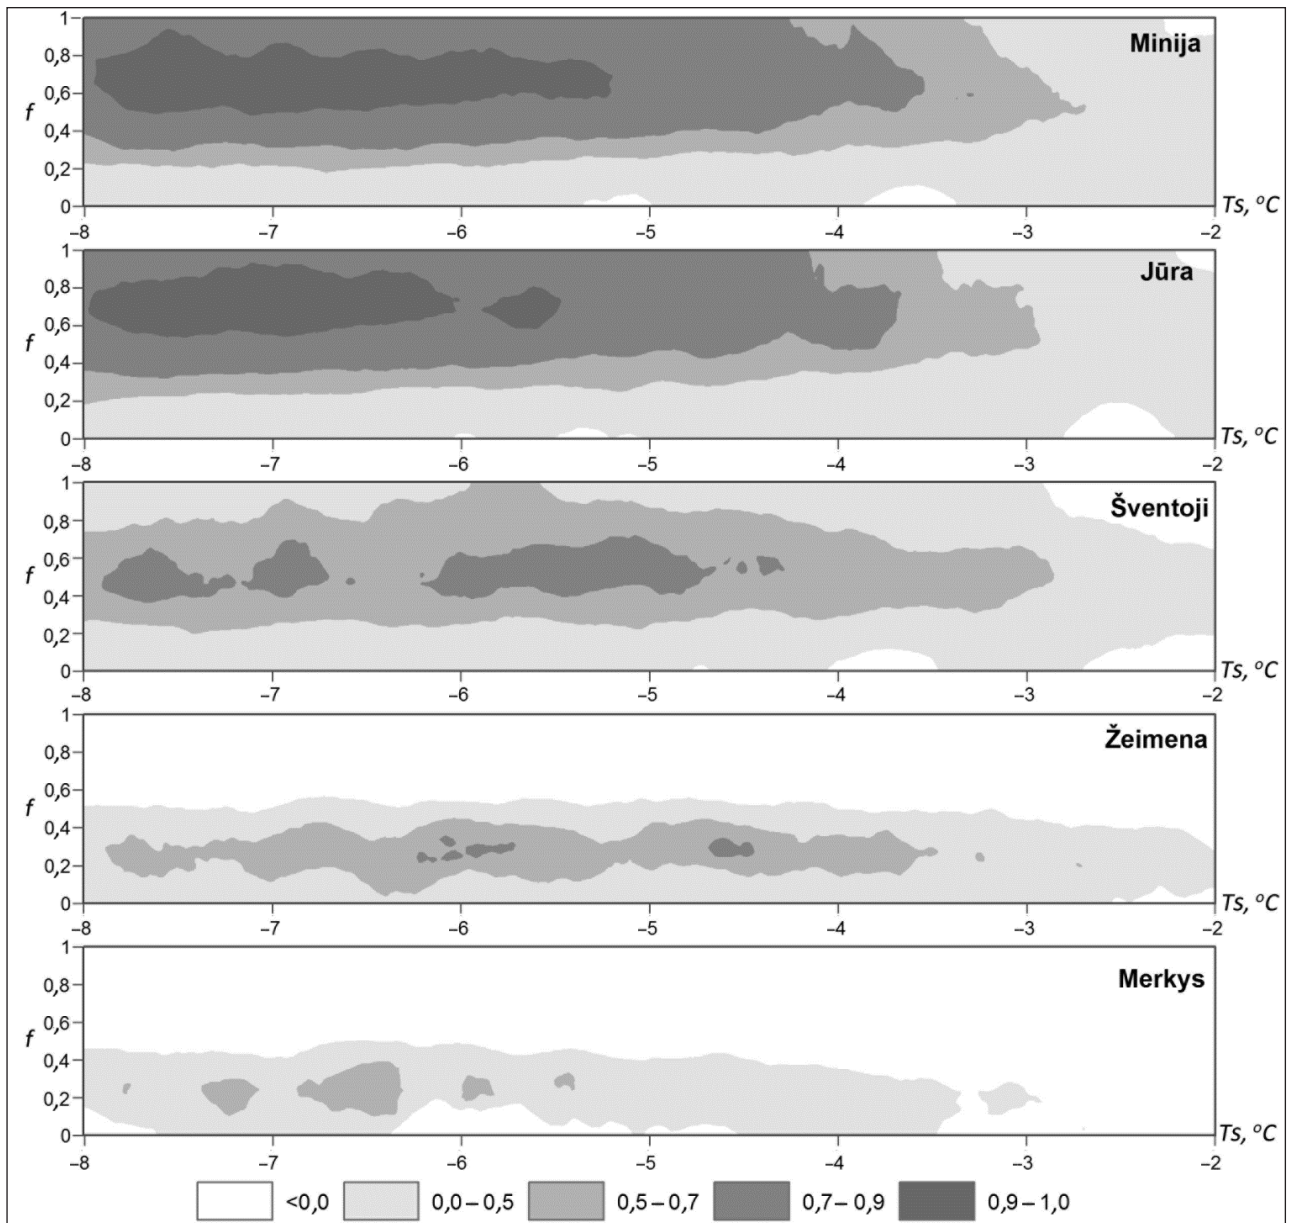 1
Minija
0,8
0,6
f
0,4
0,2
0
Ts, °C
–8 –7 –6 –5 –4 –3 –2
1
Jūra
0,8
0,6
f
0,4
0,2
0
Ts, °C
–8 –7 –6 –5 –4 –3 –2
1
Šventoji
0,8
0,6
f
0,4
0,2
0
Ts, °C
–8 –7 –6 –5 –4 –3 –2
1
Žeimena
0,8
0,6
f
0,4
0,2
0
Ts, °C
–8 –7 –6 –5 –4 –3 –2
1
Merkys
0,8
0,6
f
0,4
0,2
0
Ts, °C
–8 –7 –6 –5 –4 –3 –2
<0,0 0,0–0,5 0,5–0,7 0,7–0,9 0,9–1,0